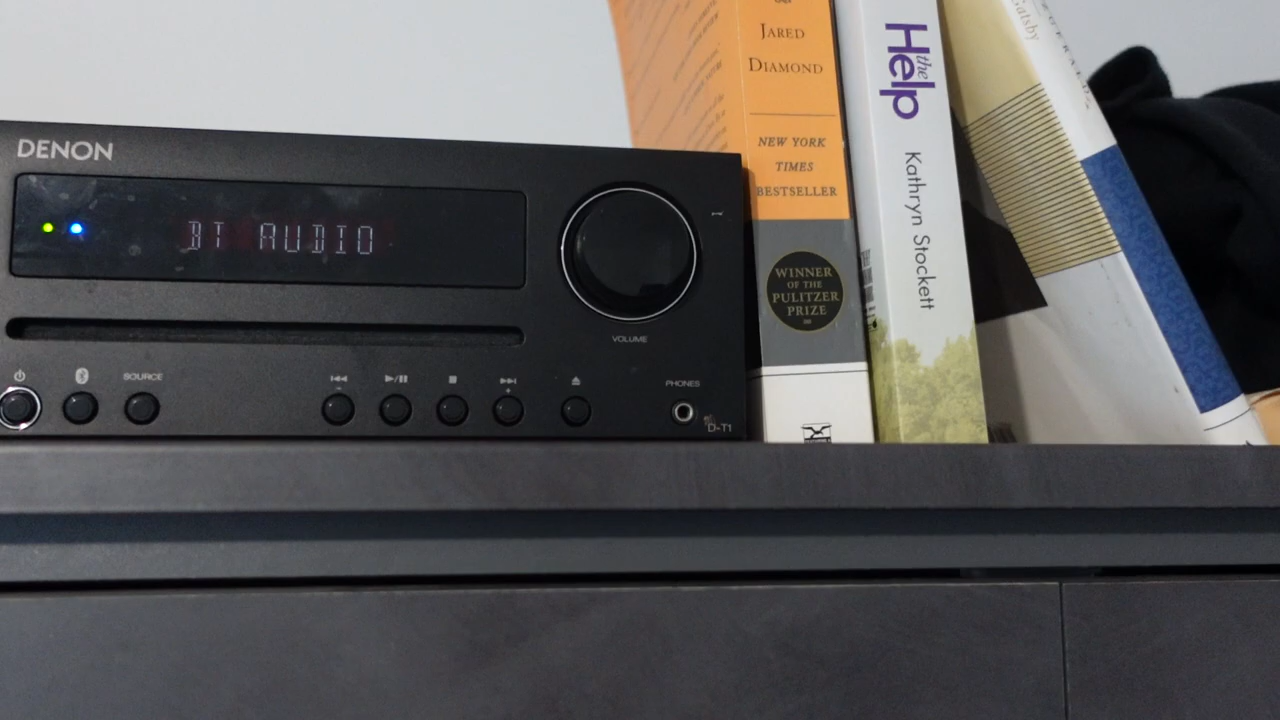 DENON
BT AUDIO
VOLUME
SOURCE
PHONES
D-T1
JARED
DIAMOND
NEW YORK
TIMES
BESTSELLER
WINNER
OF THE
PULITZER
PRIZE
the
Help
Kathryn Stockett
Gatsby